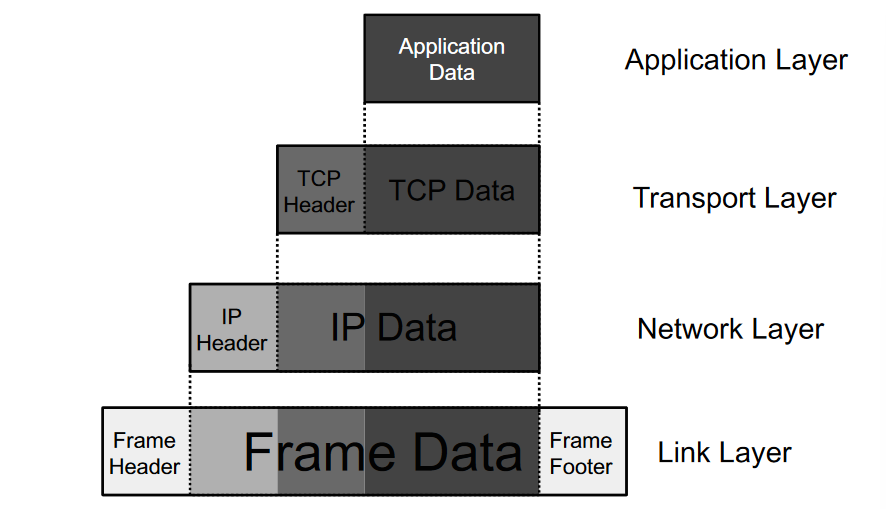 Application
Data
Application Layer
TCP
Header
TCP Data
Transport Layer
IP
Header
IP Data
Network Layer
Frame
Header
Frame Data
Frame
Footer
Link Layer